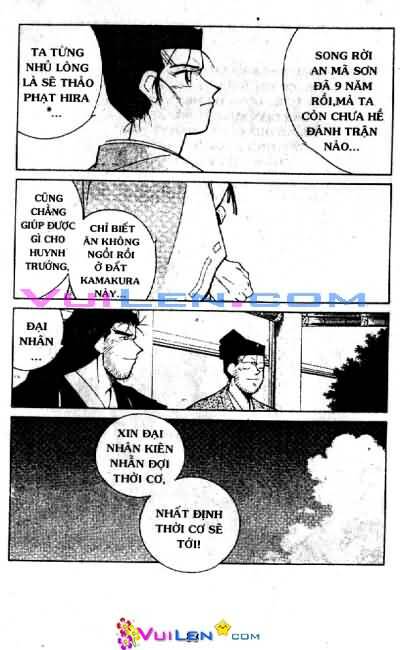 SONG RỜI
AN MÃ SƠN
ĐÃ 9 NĂM
RỒI,MÀ TA
CÒN CHƯA HỀ
ĐÁNH TRẬN
NÀO...
TA TỪNG
NHỦ LÒNG
LÀ SẼ THẢO
PHẠT HIRA
*...
CŨNG
CHẲNG
GIÚP ĐƯỢC
GÌ CHO
HUYNH
TRƯỞNG,
CHỈ BIẾT
ĂN KHÔNG
NGỒI RỒI
Ở ĐẤT
KAMAKURA
NÀY...
VUILEN.COM
ĐẠI
NHÂN
...
XIN ĐẠI
NHÂN KIÊN
NHẪN ĐỢI
THỜI CƠ,
NHẤT ĐỊNH
THỜI CƠ SẼ
TỚI!
VUILEN.COM